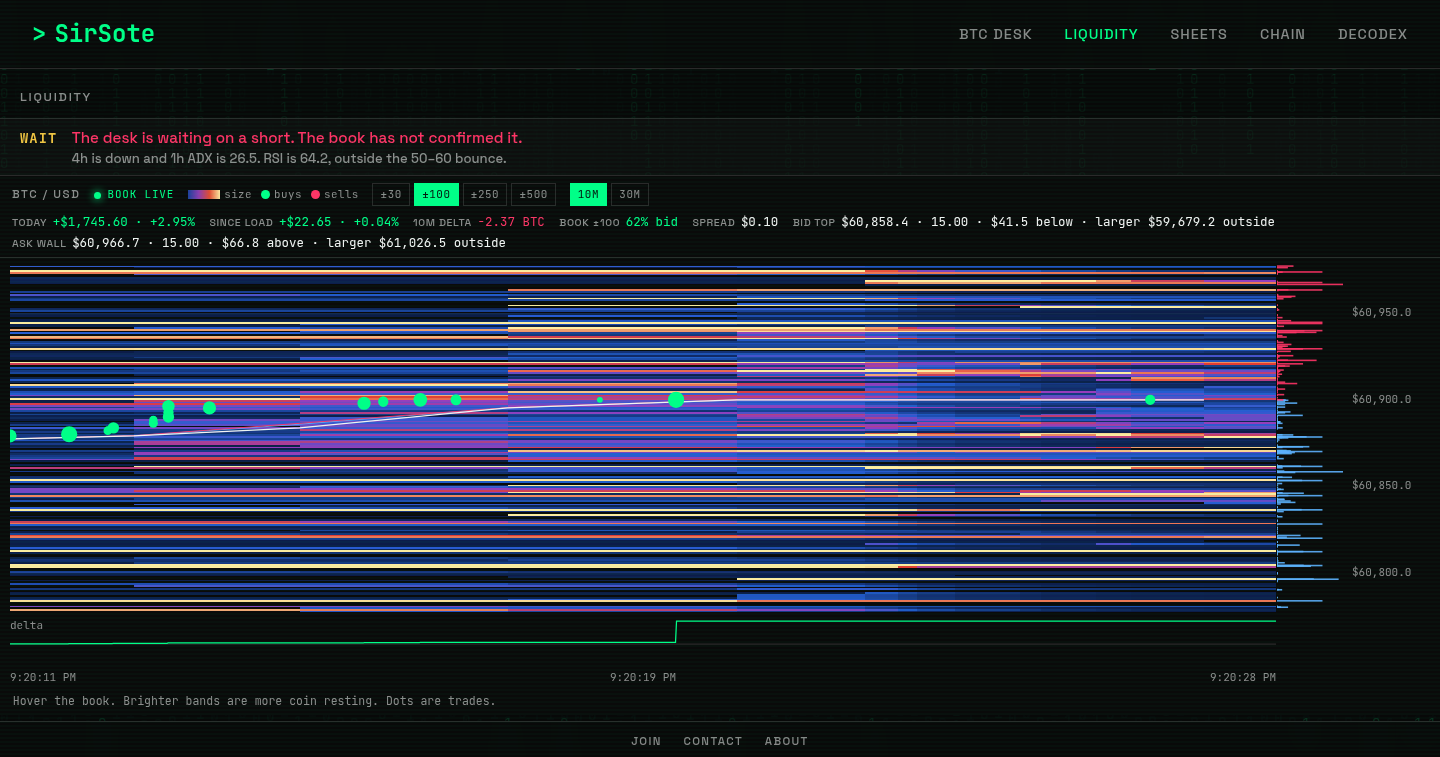 > SirSote
BTC DESK LIQUIDITY SHEETS CHAIN DECODEX
LIQUIDITY
WAIT The desk is waiting on a short. The book has not confirmed it.
4h is down and 1h ADX is 26.5. RSI is 64.2, outside the 50–60 bounce.
BTC / USD BOOK LIVE size buys sells ±30 ±100 ±250 ±500 10M 30M
TODAY +$1,745.60 · +2.95% SINCE LOAD +$22.65 · +0.04% 10M DELTA -2.37 BTC BOOK ±100 62% bid SPREAD $0.10 BID TOP $60,858.4 · 15.00 · $41.5 below · larger $59,679.2 outside
ASK WALL $60,966.7 · 15.00 · $66.8 above · larger $61,026.5 outside
$60,950.0
$60,900.0
$60,850.0
$60,800.0
delta
9:20:11 PM 9:20:19 PM 9:20:28 PM
Hover the book. Brighter bands are more coin resting. Dots are trades.
JOIN CONTACT ABOUT